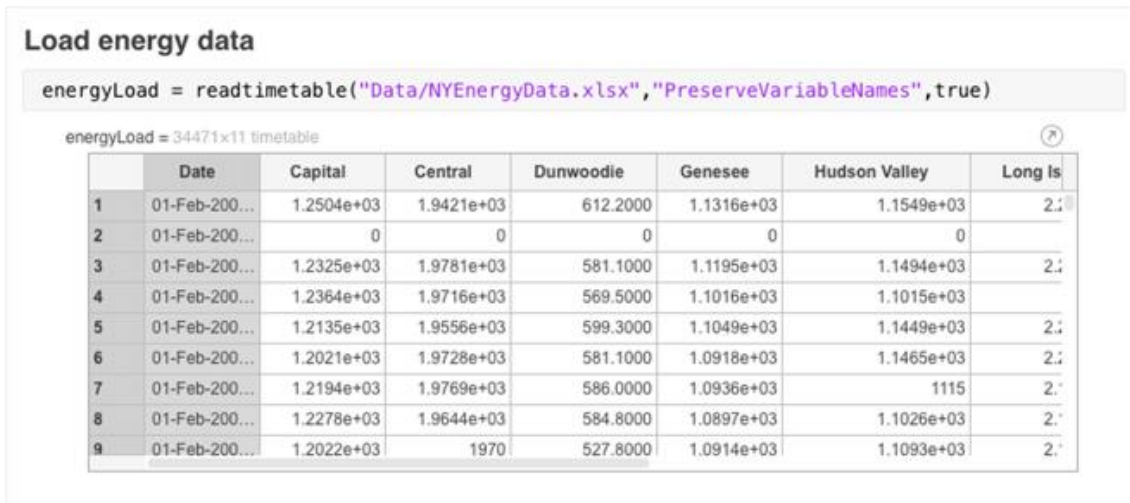 Load energy data
energyLoad = readtimetable("Data/NYEnergyData.xlsx","PreserveVariableNames",true)
energyLoad = 34471×11 timetable
Date Capital Central Dunwoodie Genesee Hudson Valley Long Is
1 01-Feb-200... 1.2504e+03 1.9421e+03 612.2000 1.1316e+03 1.1549e+03
2 01-Feb-200... 0 0 0 0 0
3 01-Feb-200... 1.2325e+03 1.9781e+03 581.1000 1.1195e+03 1.1494e+03
4 01-Feb-200... 1.2364e+03 1.9716e+03 569.5000 1.1016e+03 1.1015e+03
5 01-Feb-200... 1.2135e+03 1.9556e+03 599.3000 1.1049e+03 1.1449e+03
6 01-Feb-200... 1.2021e+03 1.9728e+03 581.1000 1.0918e+03 1.1465e+03
7 01-Feb-200... 1.2194e+03 1.9769e+03 586.0000 1.0936e+03 1115
8 01-Feb-200... 1.2278e+03 1.9644e+03 584.8000 1.0897e+03 1.1026e+03
9 01-Feb-200... 1.2022e+03 1970 527.8000 1.0914e+03 1.1093e+03